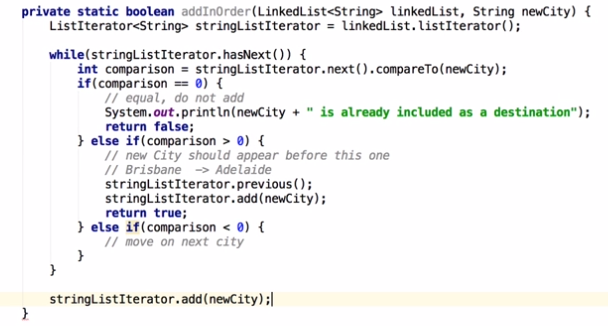 private static boolean addInOrder(LinkedList<String> linkedList, String newCity) {
ListIterator<String> stringListIterator = linkedList.listIterator();
while(stringListIterator.hasNext()) {
int comparison = stringListIterator.next().compareTo(newCity);
if(comparison == 0) {
// equal, do not add
System.out.println(newCity + " is already included as a destination");
return false;
} else if(comparison > 0) {
// new City should appear before this one
// Brisbane  -> Adelaide
stringListIterator.previous();
stringListIterator.add(newCity);
return true;
} else if(comparison < 0) {
// move on next city
}
}
stringListIterator.add(newCity);
}